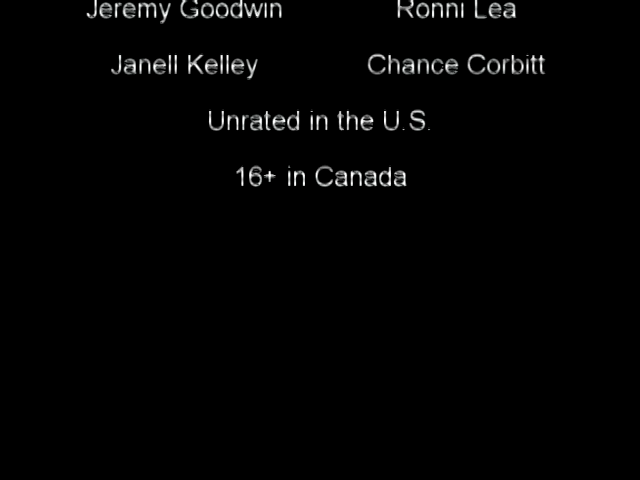 Jeremy Goodwin Ronni Lea
Janell Kelley Chance Corbitt
Unrated in the U.S.
16+ in Canada